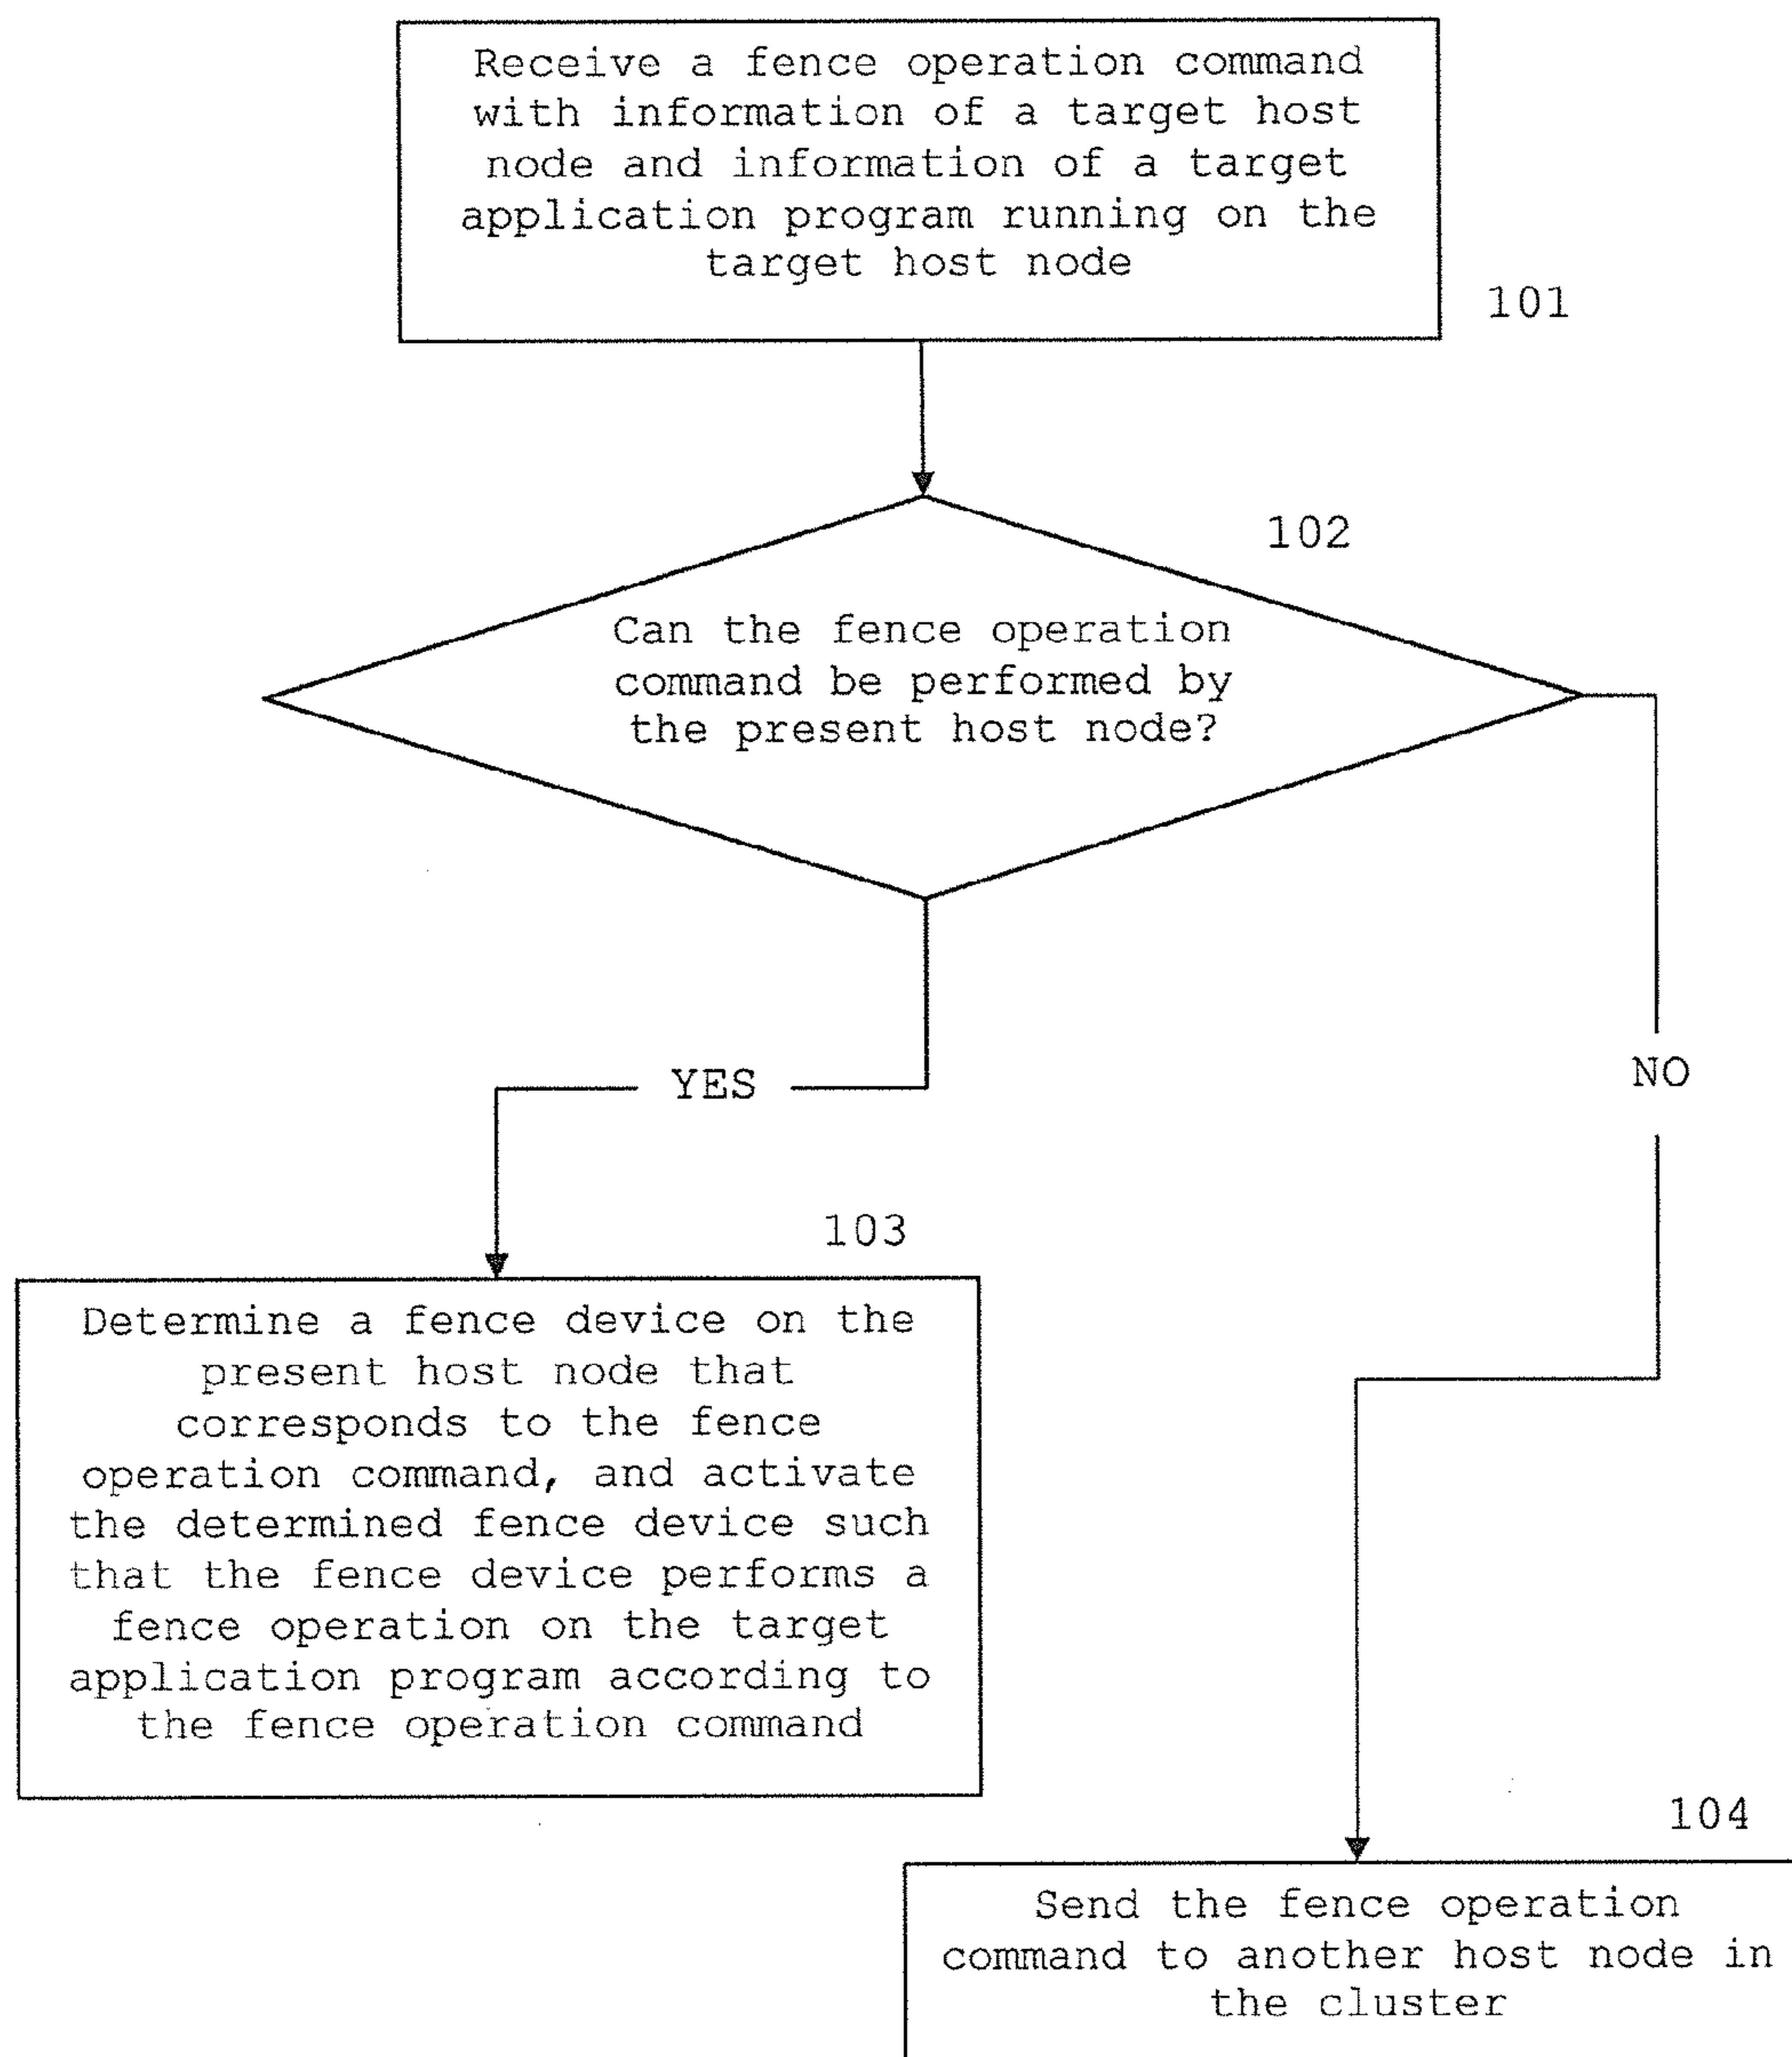 Receive a fence operation command
with information of a target host
node and information of a target
application program running on the
target host node
101
102
Can the fence operation
command be performed by
the present host node?
YES
NO
103
Determine a fence device on the
present host node that
corresponds to the fence
operation command, and activate
the determined fence device such
that the fence device performs a
fence operation on the target
application program according to
the fence operation command
104
Send the fence operation
command to another host node in
the cluster